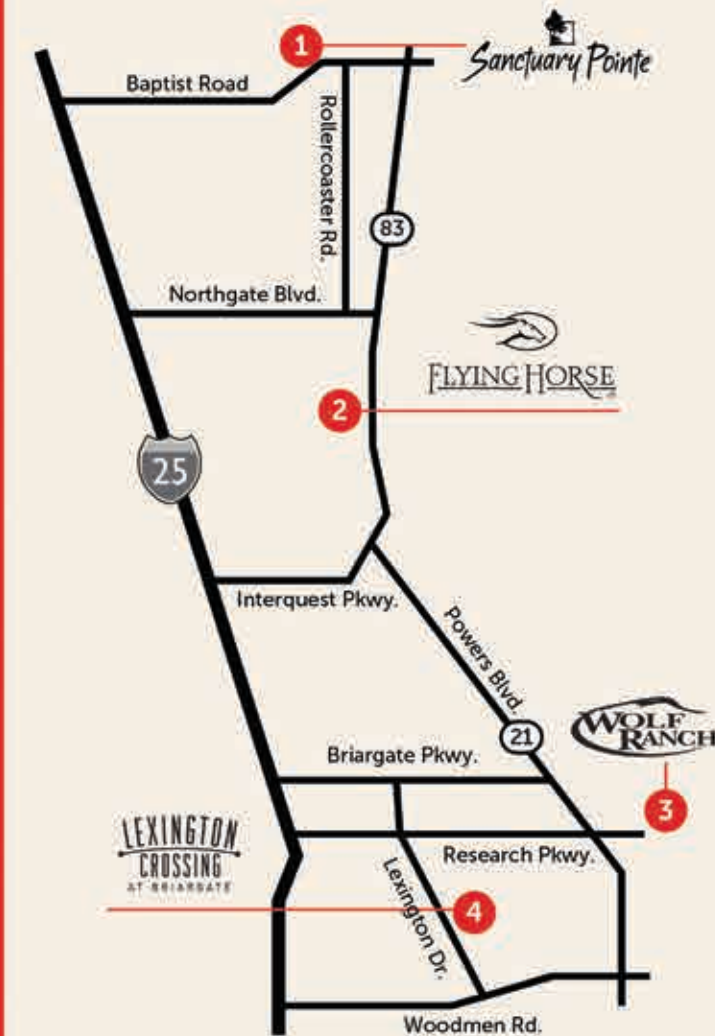 1
Sanctuary Pointe
Baptist Road
Rollercoaster Rd.
83
Northgate Blvd.
FLYING HORSE
2
25
Interquest Pkwy.
Powers Blvd.
21
WOLF
RANCH
Briargate Pkwy.
3
LEXINGTON
CROSSING
AT BRIARGATE
Research Pkwy.
Lexington Dr.
4
Woodmen Rd.